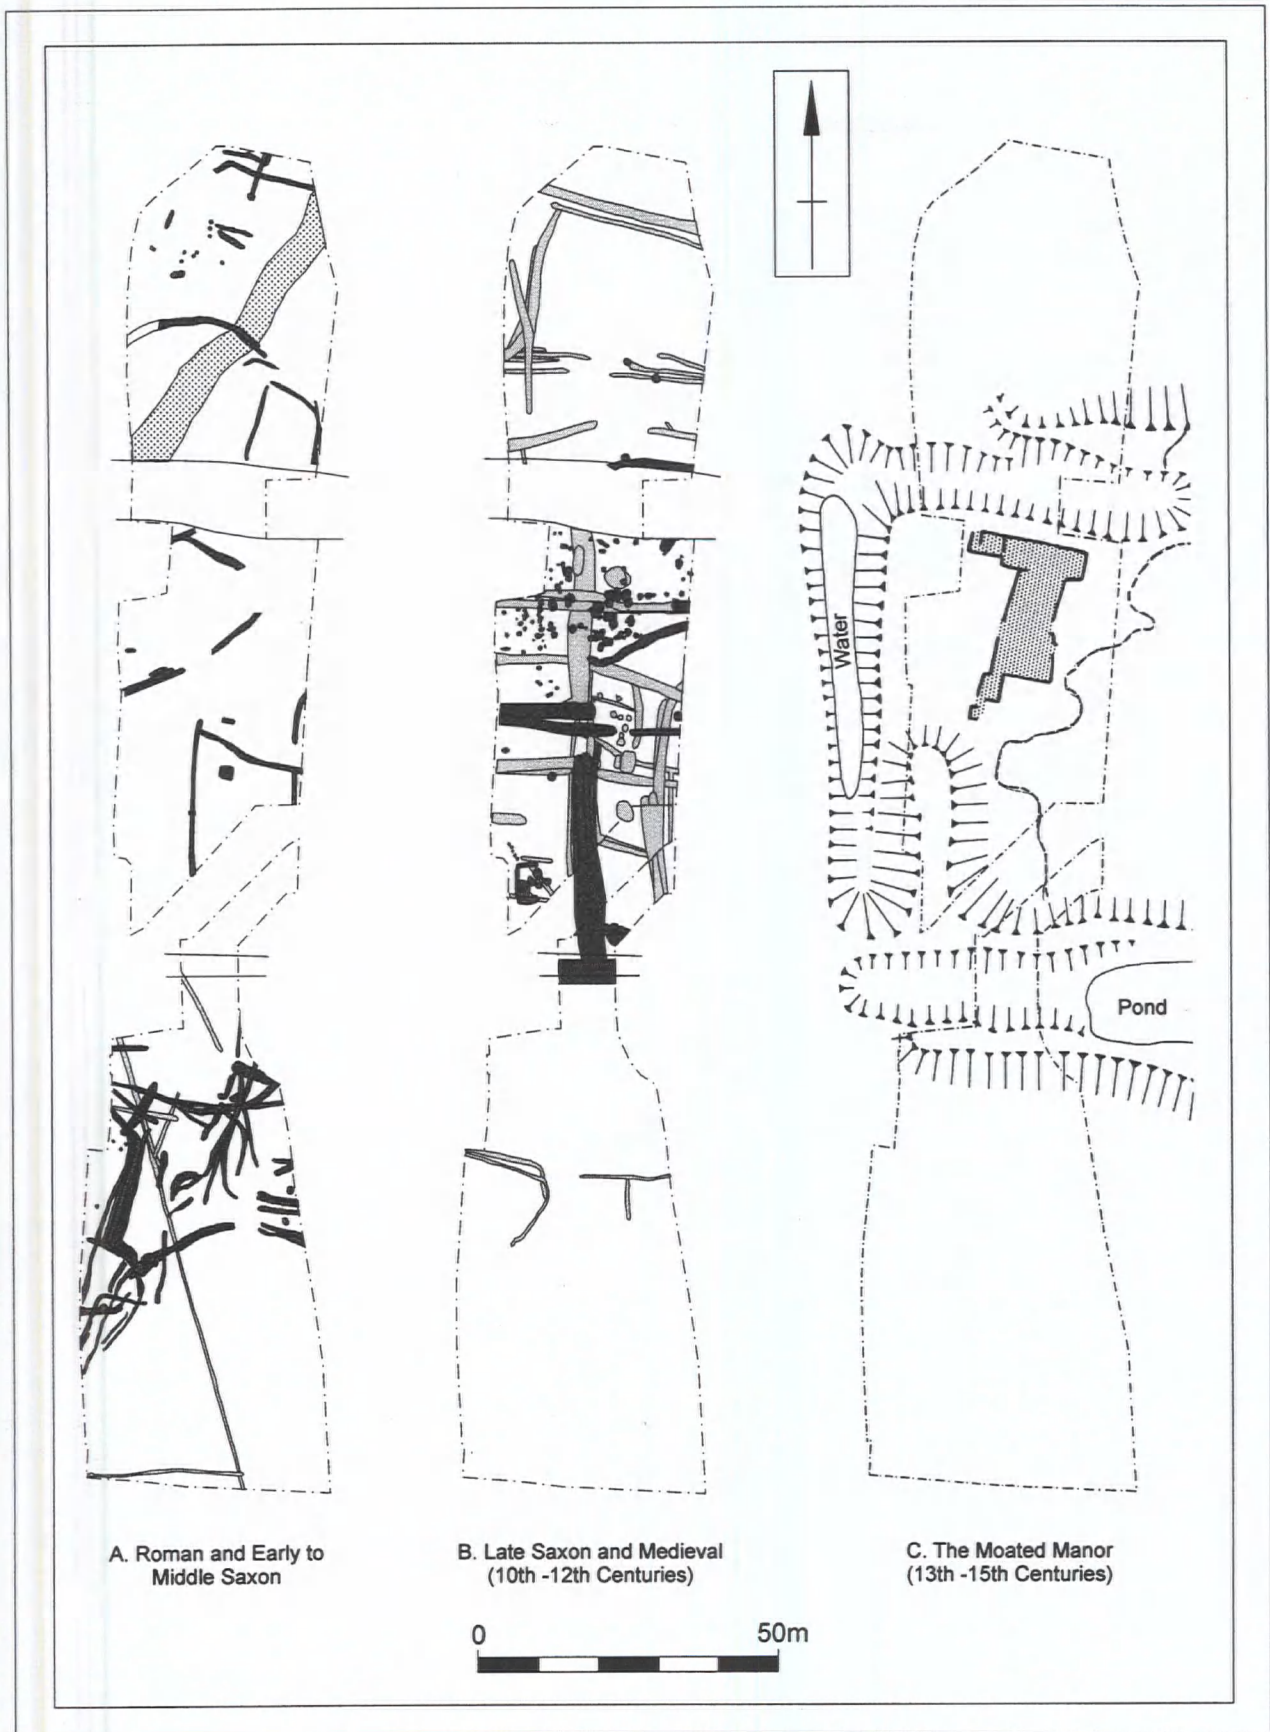 Water
Pond
A. Roman and Early to
Middle Saxon
B. Late Saxon and Medieval
(10th -12th Centuries)
C. The Moated Manor
(13th -15th Centuries)
0 50m